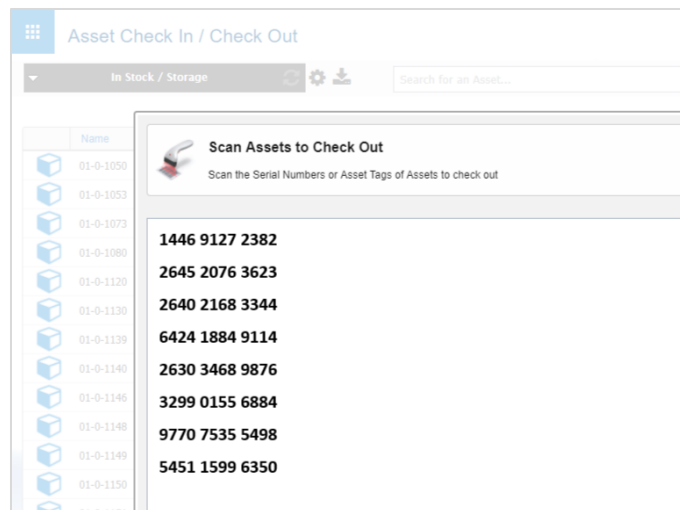 Asset Check In / Check Out
In Stock / Storage
Search for an Asset...
Name
Scan Assets to Check Out
Scan the Serial Numbers or Asset Tags of Assets to check out
01-0-1050
01-0-1053
01-0-1073
01-0-1080
01-0-1120
01-0-1130
01-0-1139
01-0-1140
01-0-1146
01-0-1148
01-0-1149
01-0-1150
1446 9127 2382
2645 2076 3623
2640 2168 3344
6424 1884 9114
2630 3468 9876
3299 0155 6884
9770 7535 5498
5451 1599 6350